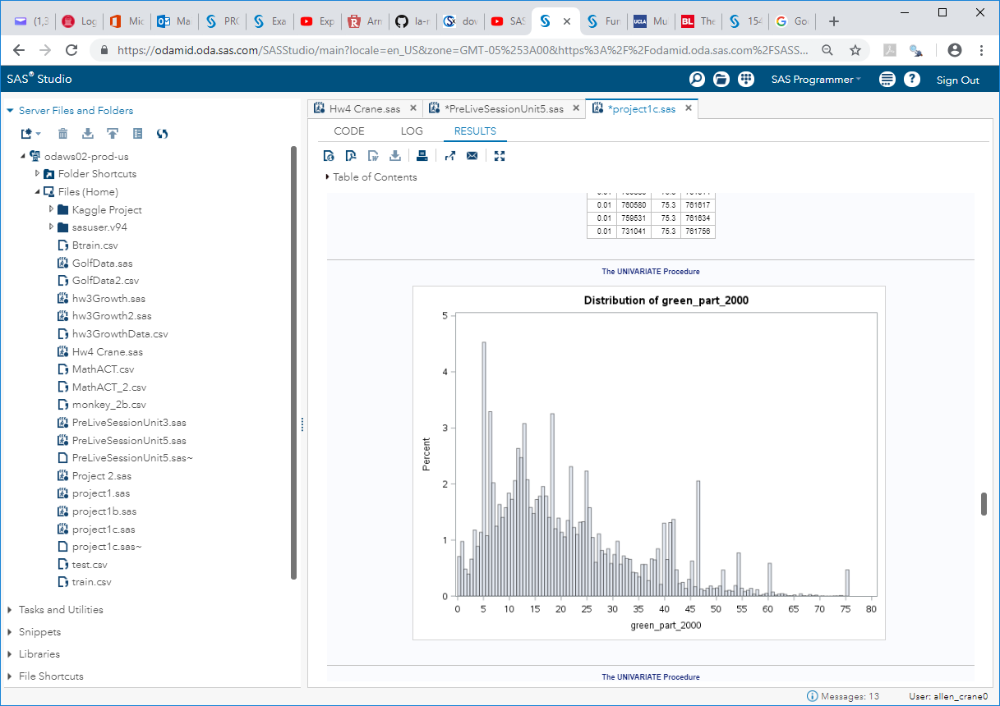 (1,3
Log
Mic
Ma
PRO
Exa
Exp
Arn
la-r
dov
SAS
Fur
UCLA
Mu
BL
The
154
Goo
https://odamid.oda.sas.com/SASStudio/main?locale=en_US&zone=GMT-05%253A00&https%3A%2F%2Fodamid.oda.sas.com%2FSASS...
SAS® Studio
SAS Programmer
Sign Out
Server Files and Folders
odaws02-prod-us
Folder Shortcuts
Files (Home)
Kaggle Project
sasuser.v94
Btrain.csv
GolfData.sas
GolfData2.csv
hw3Growth.sas
hw3Growth2.sas
hw3GrowthData.csv
Hw4 Crane.sas
MathACT.csv
MathACT_2.csv
monkey_2b.csv
PreLiveSessionUnit3.sas
PreLiveSessionUnit5.sas
PreLiveSessionUnit5.sas~
Project 2.sas
project1.sas
project1b.sas
project1c.sas
project1c.sas~
test.csv
train.csv
Tasks and Utilities
Snippets
Libraries
File Shortcuts
Hw4 Crane.sas
*PreLiveSessionUnit5.sas
*project1c.sas
CODE LOG RESULTS
Table of Contents
0.01 760580 75.3 761617
0.01 759531 75.3 761634
0.01 731041 75.3 761756
The UNIVARIATE Procedure
Distribution of green_part_2000
5
4
3
2
1
0
Percent
0 5 10 15 20 25 30 35 40 45 50 55 60 65 70 75 80
green_part_2000
The UNIVARIATE Procedure
Messages: 13
User: allen_crane0